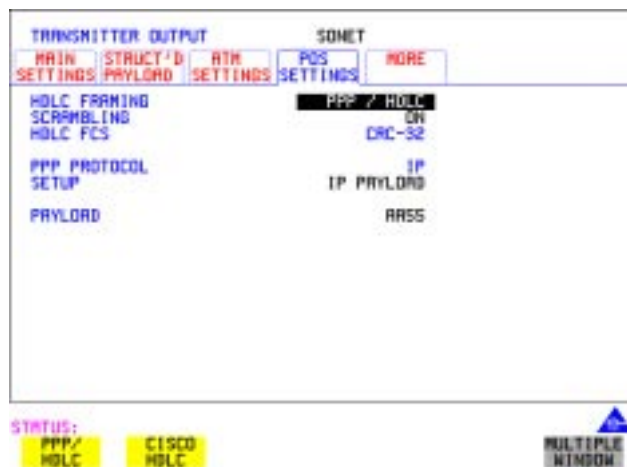 TRANSMITTER OUTPUT SONET
MAIN SETTINGS STRUCT'D PAYLOAD ATM SETTINGS POS SETTINGS MORE
HDLC FRAMING PPP / HDLC
SCRAMBLING ON
HDLC FCS CRC-32
PPP PROTOCOL IP
SETUP IP PAYLOAD
PAYLOAD AA55
STATUS:
PPP/ HDLC CISCO HDLC MULTIPLE WINDOW